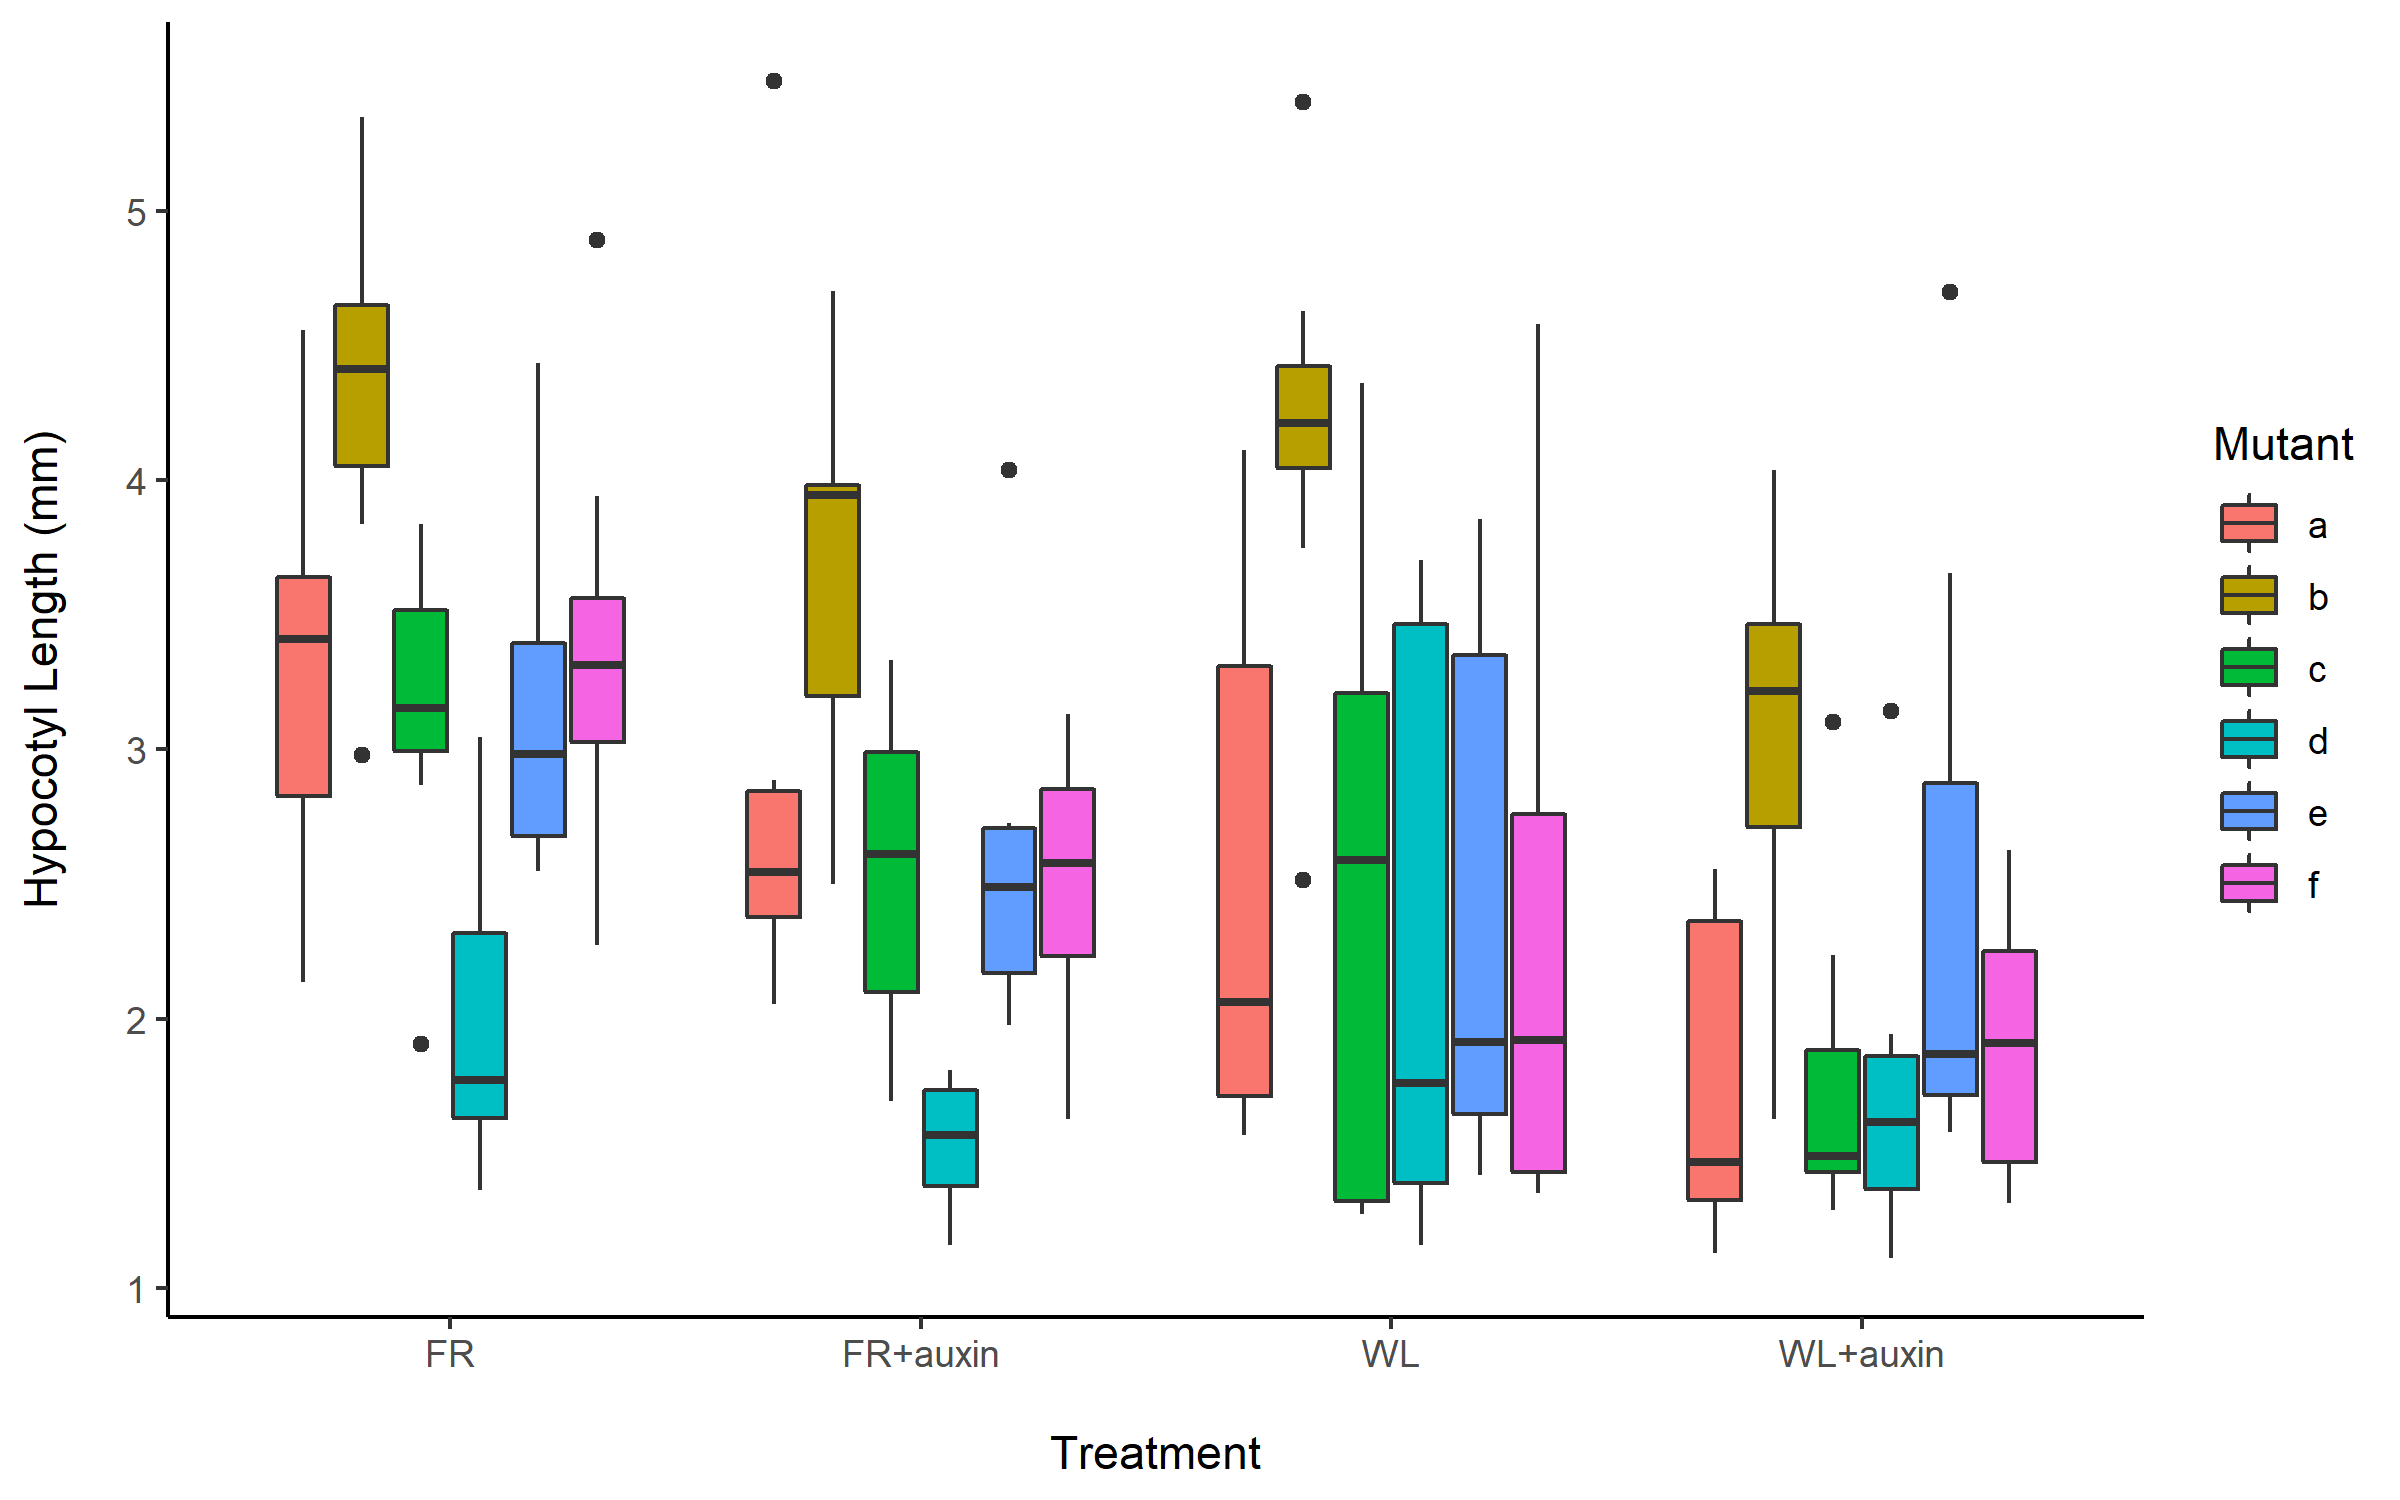 Hypocotyl Length (mm)
5
4
3
2
1
FR
FR+auxin
WL
WL+auxin
Treatment
Mutant
a
b
c
d
e
f